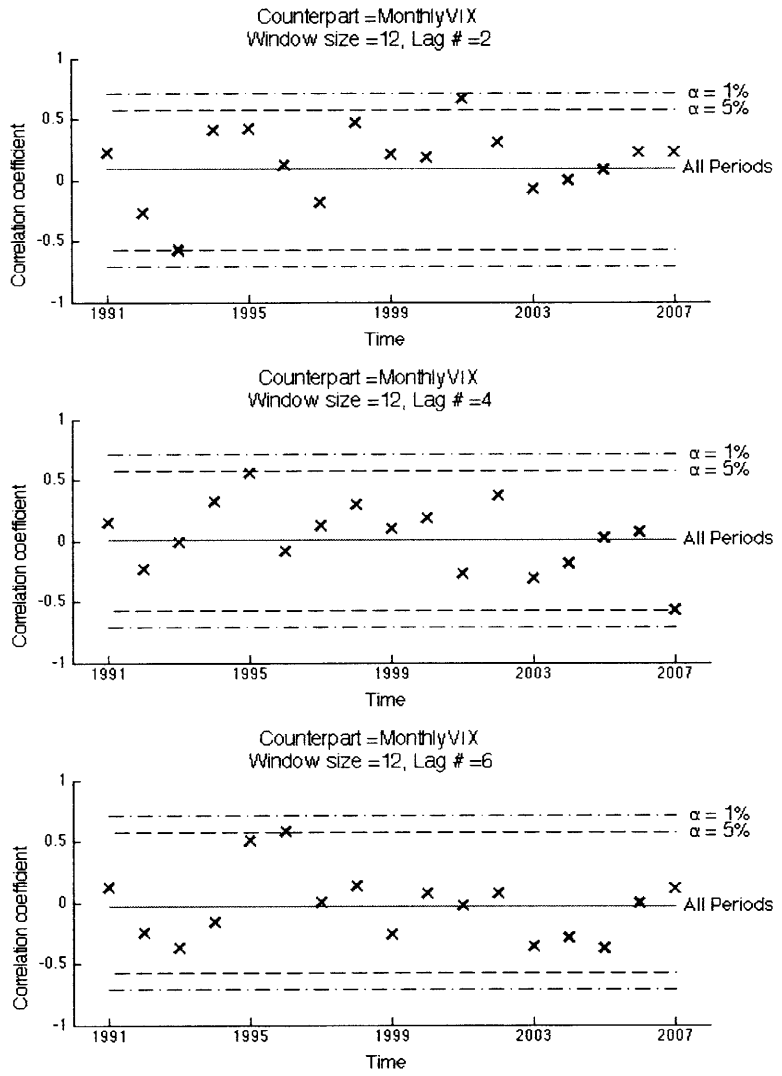 Counterpart =MonthlyVIX
Window size =12, Lag # =2
1
0.5
0
-0.5
-1
Correlation coefficient
α = 1%
α = 5%
All Periods
1991
1995
1999
2003
2007
Time
Counterpart =MonthlyVIX
Window size =12, Lag # =4
1
0.5
0
-0.5
-1
Correlation coefficient
α = 1%
α = 5%
All Periods
1991
1995
1999
2003
2007
Time
Counterpart =MonthlyVIX
Window size =12, Lag # =6
1
0.5
0
-0.5
-1
Correlation coefficient
α = 1%
α = 5%
All Periods
1991
1995
1999
2003
2007
Time